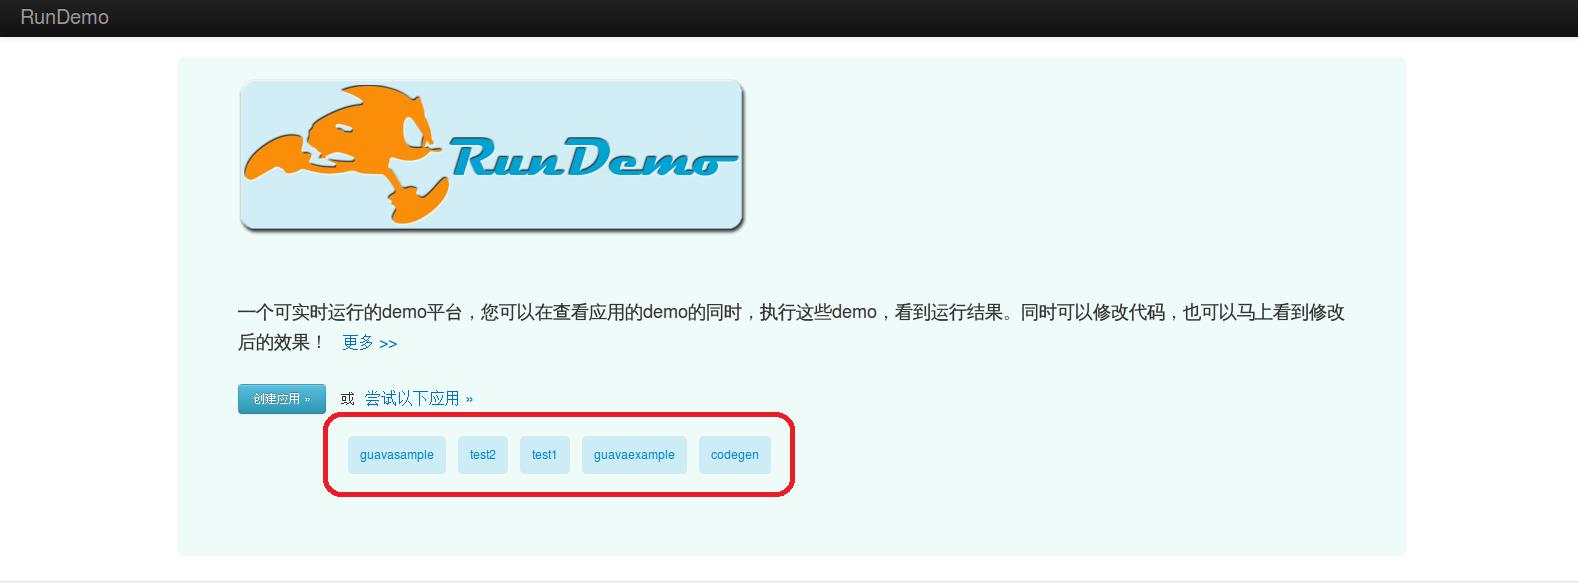 RunDemo
RunDemo
一个可实时运行的demo平台，您可以在查看应用的demo的同时，执行这些demo，看到运行结果。同时可以修改代码，也可以马上看到修改
后的效果！ 更多 >>
创建应用 » 或 尝试以下应用 »
guavasample test2 test1 guavaexample codegen